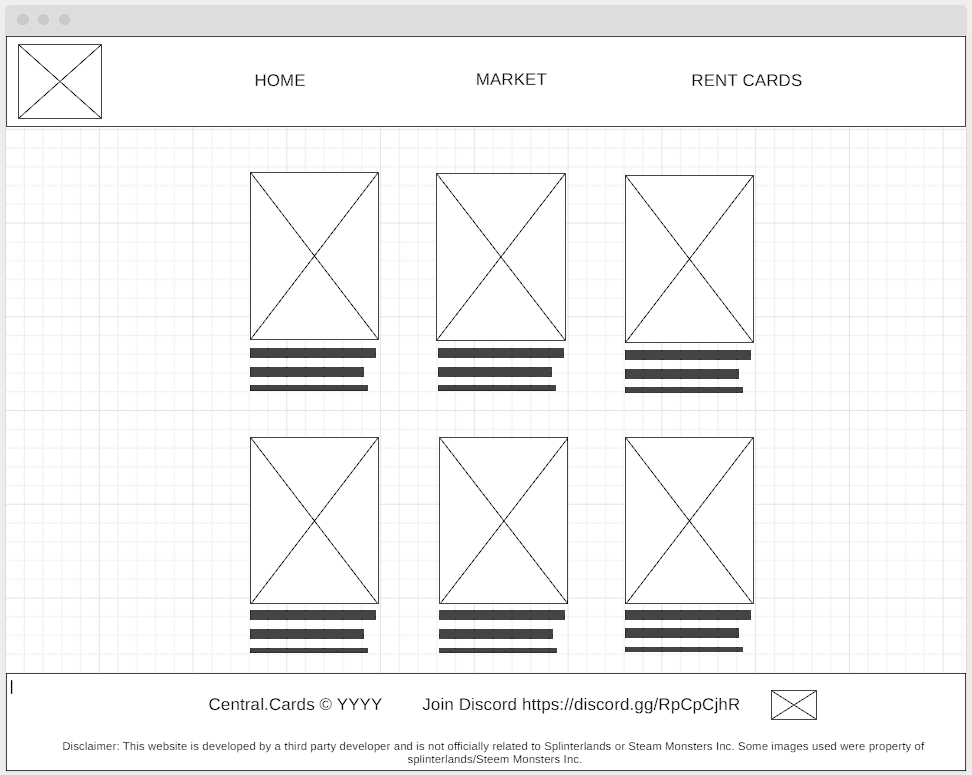 HOME MARKET RENT CARDS
Central.Cards © YYYY Join Discord https://discord.gg/RpCpCjhR
Disclaimer: This website is developed by a third party developer and is not officially related to Splinterlands or Steam Monsters Inc. Some images used were property of
splinterlands/Steem Monsters Inc.